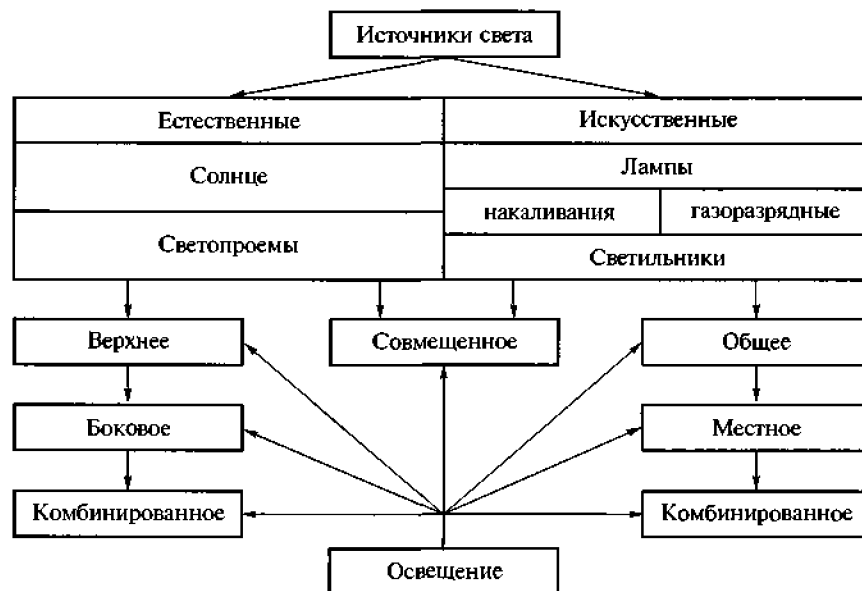 Источники света
Естественные
Искусственные
Солнце
Лампы
накаливания
газоразрядные
Светопроемы
Светильники
Верхнее
Совмещенное
Общее
Боковое
Местное
Комбинированное
Комбинированное
Освещение